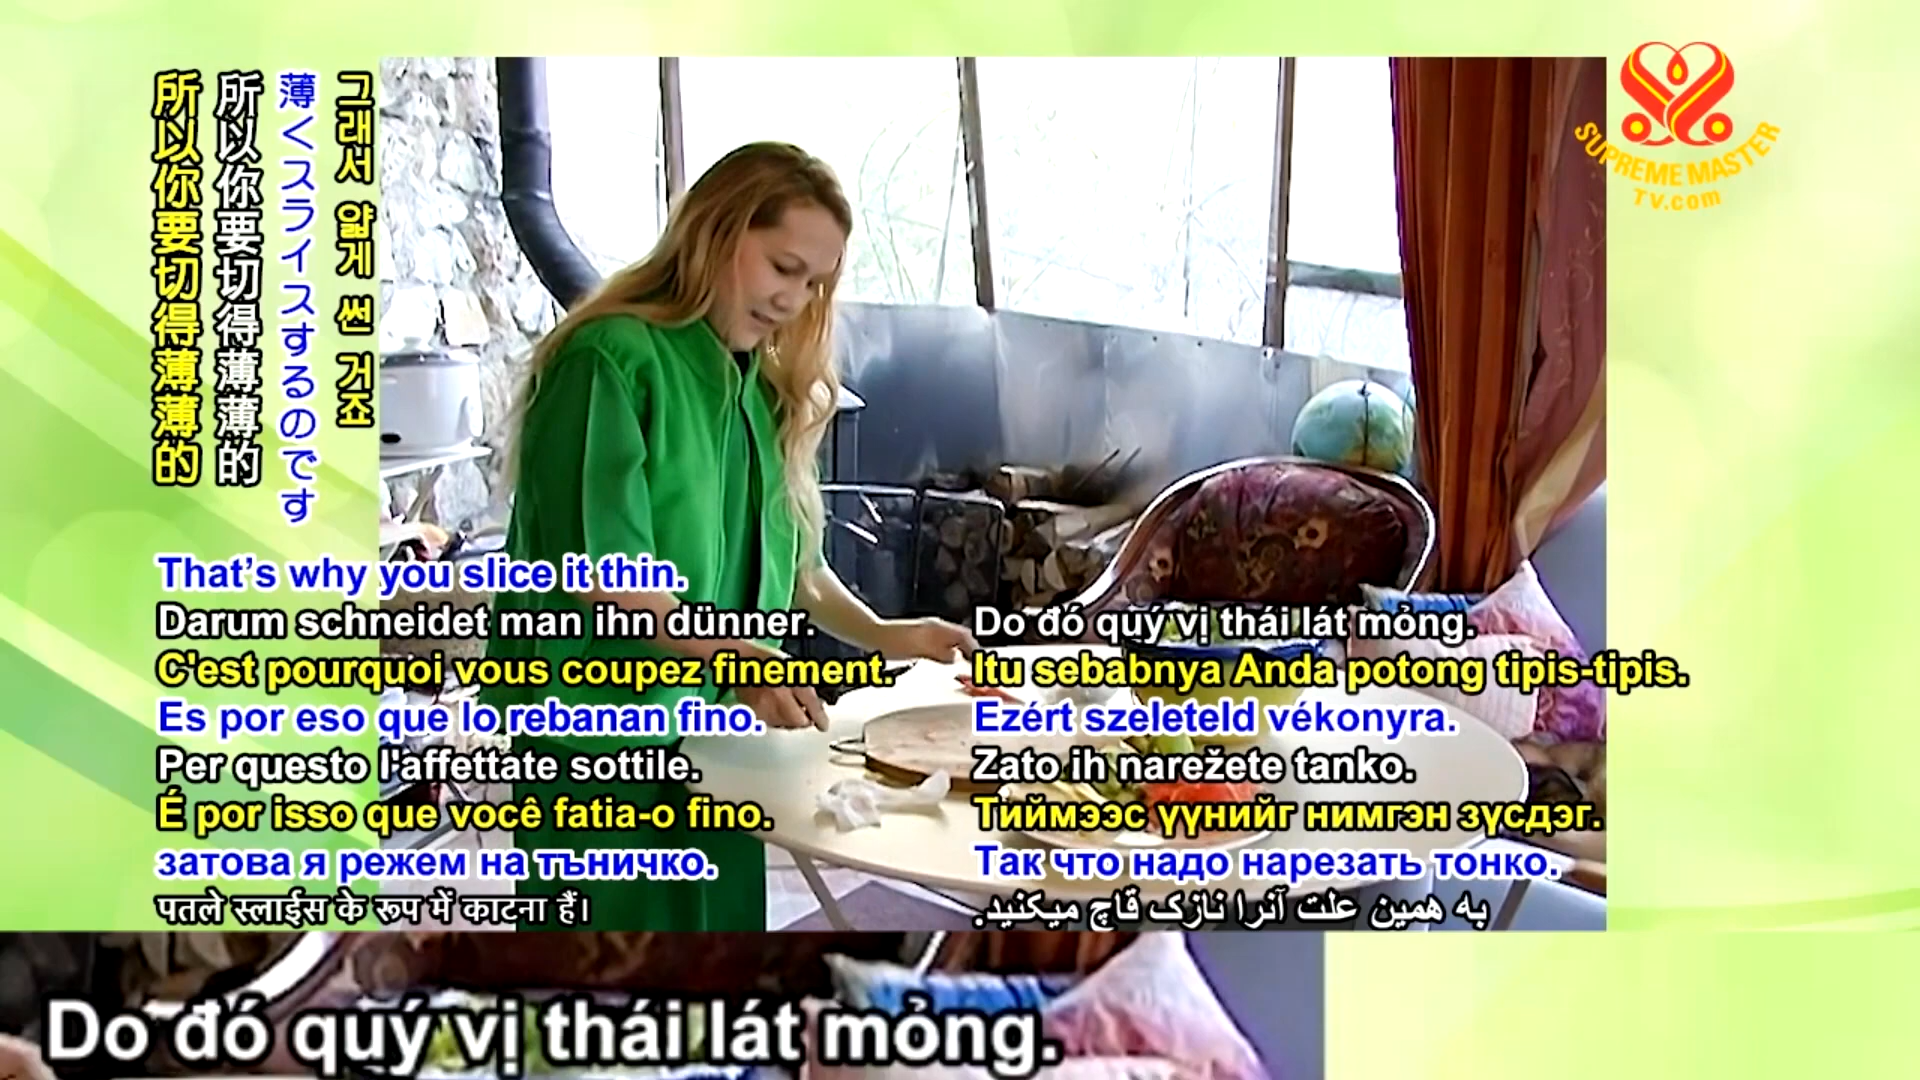 所以你要切得薄薄的
所以你要切得薄薄的
薄くスライスするのです
그래서 얇게 썬 거죠
SUPREME MASTER
TV.com
That's why you slice it thin.
Darum schneidet man ihn dünner.
C'est pourquoi vous coupez finement.
Es por eso que lo rebanan fino.
Per questo l'affettate sottile.
É por isso que você fatia-o fino.
затова я режем на тъничко.
पतले स्लाईस के रूप में काटना हैं।
Do đó quý vị thái lát mỏng.
Itu sebabnya Anda potong tipis-tipis.
Ezért szeleteld vékonyra.
Zato ih narežete tanko.
Тиймээс үүнийг нимгэн зүсдэг.
Так что надо нарезать тонко.
به همین علت آنرا نازک قاچ میکنید.
Do đó quý vị thái lát mỏng.